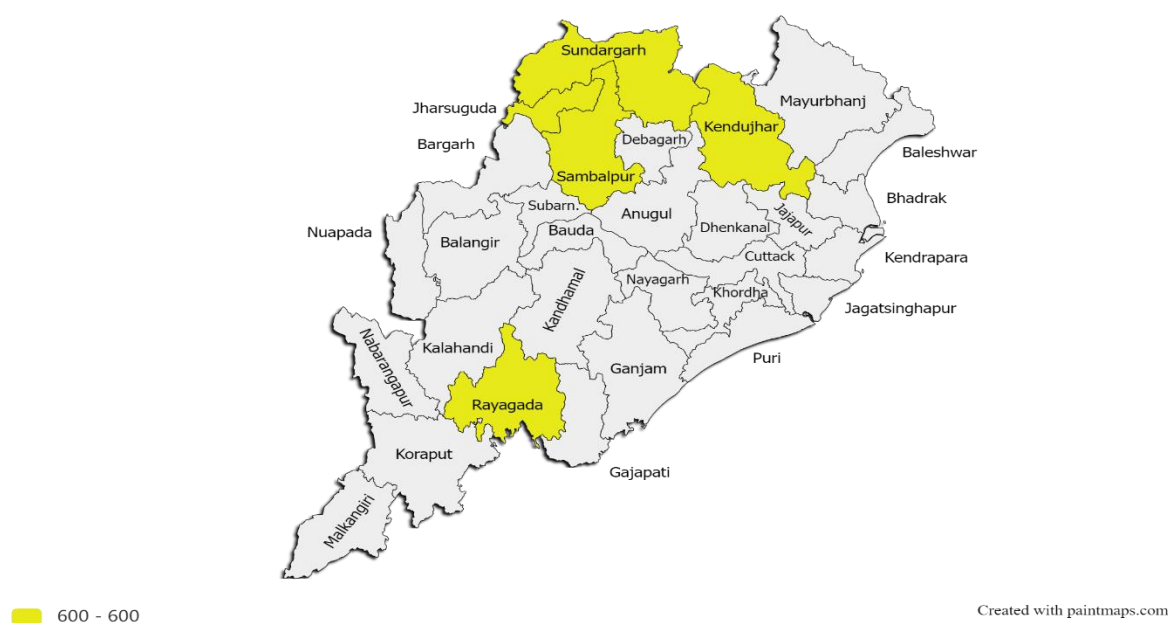 Sundargarh
Mayurbhanj
Jharsuguda
Kendujhar
Bargarh
Debagarh
Baleshwar
Sambalpur
Bhadrak
Subarn.
Anugul
Jajapur
Nuapada
Balangir
Bauda
Dhenkanal
Cuttack
Kendrapara
Nayagarh
Khordha
Jagatsinghapur
Kandhamal
Kalahandi
Nabarangapur
Puri
Ganjam
Rayagada
Koraput
Gajapati
Malkangiri
600 - 600
Created with paintmaps.com